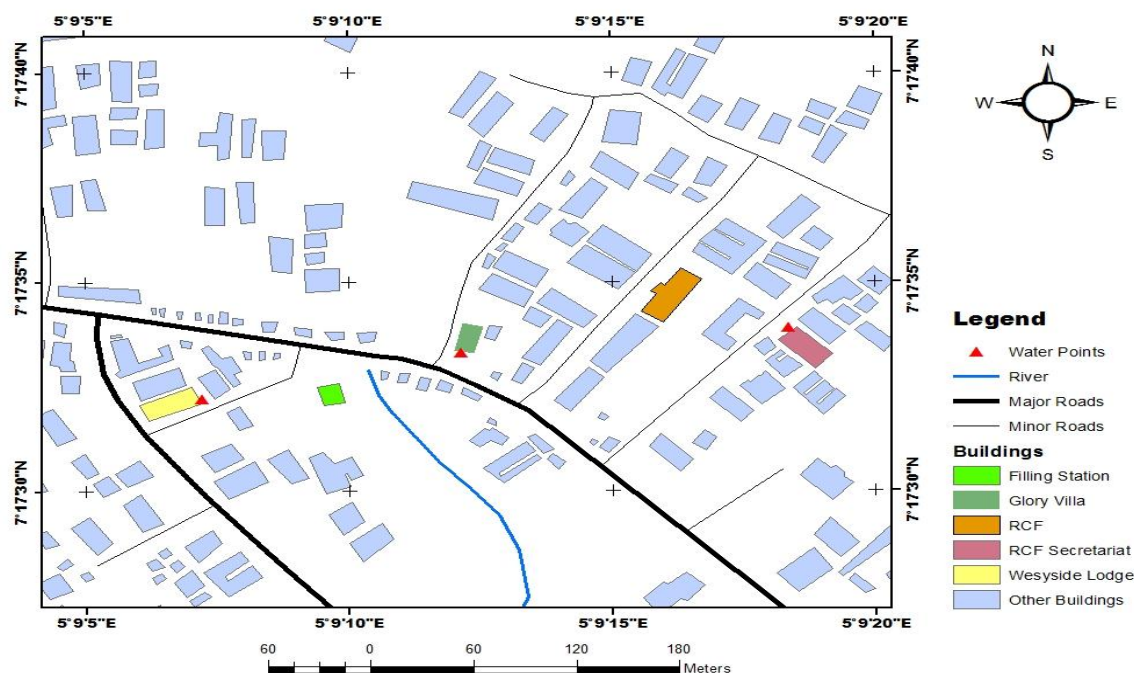 5°9'5"E 5°9'10"E 5°9'15"E 5°9'20"E
7°17'40"N 7°17'40"N
7°17'35"N 7°17'35"N
7°17'30"N 7°17'30"N
5°9'5"E 5°9'10"E 5°9'15"E 5°9'20"E
60 0 60 120 180
Meters
N
W E
S
Legend
Water Points
River
Major Roads
Minor Roads
Buildings
Filling Station
Glory Villa
RCF
RCF Secretariat
Wesyside Lodge
Other Buildings